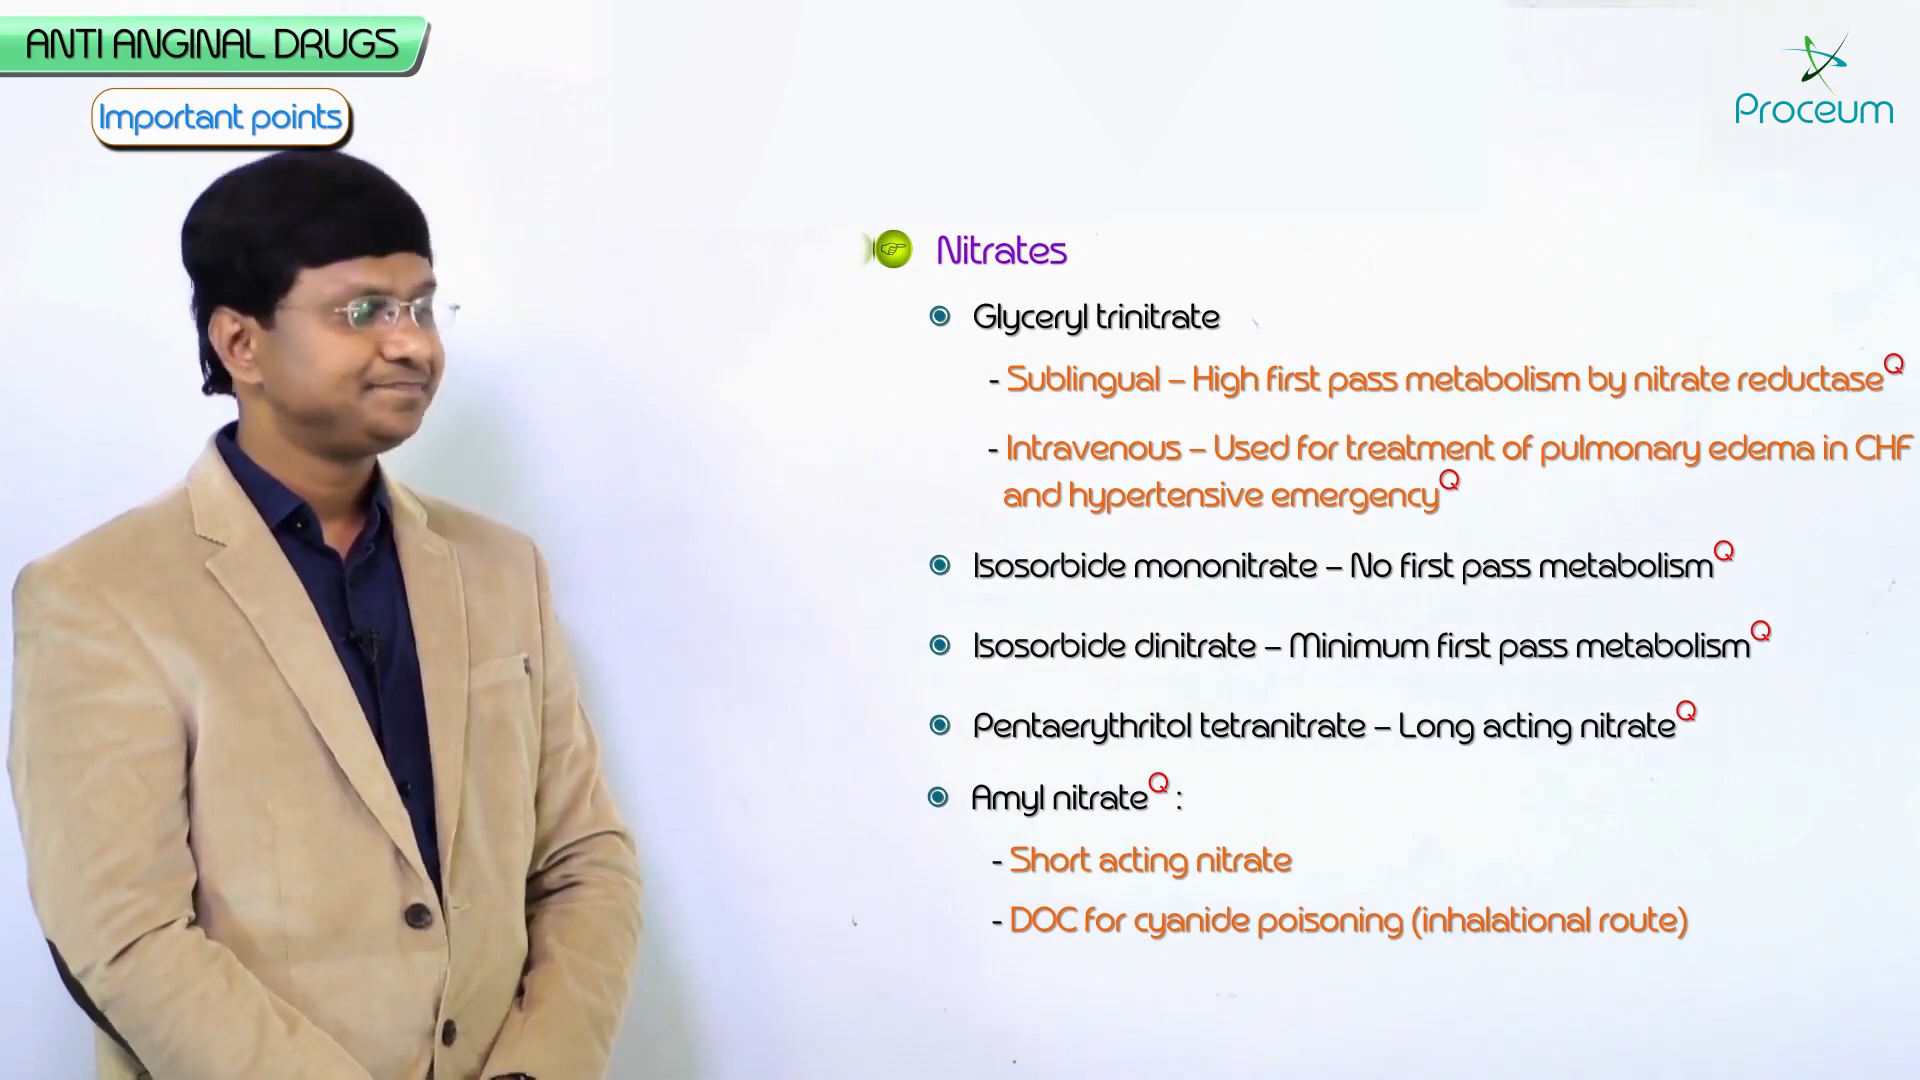 ANTI ANGINAL DRUGS
Important points
Proceum
Nitrates
Glyceryl trinitrate
- Sublingual – High first pass metabolism by nitrate reductase Q
- Intravenous – Used for treatment of pulmonary edema in CHF
and hypertensive emergency Q
Isosorbide mononitrate – No first pass metabolism Q
Isosorbide dinitrate – Minimum first pass metabolism Q
Pentaerythritol tetranitrate – Long acting nitrate Q
Amyl nitrate Q :
- Short acting nitrate
- DOC for cyanide poisoning (inhalational route)